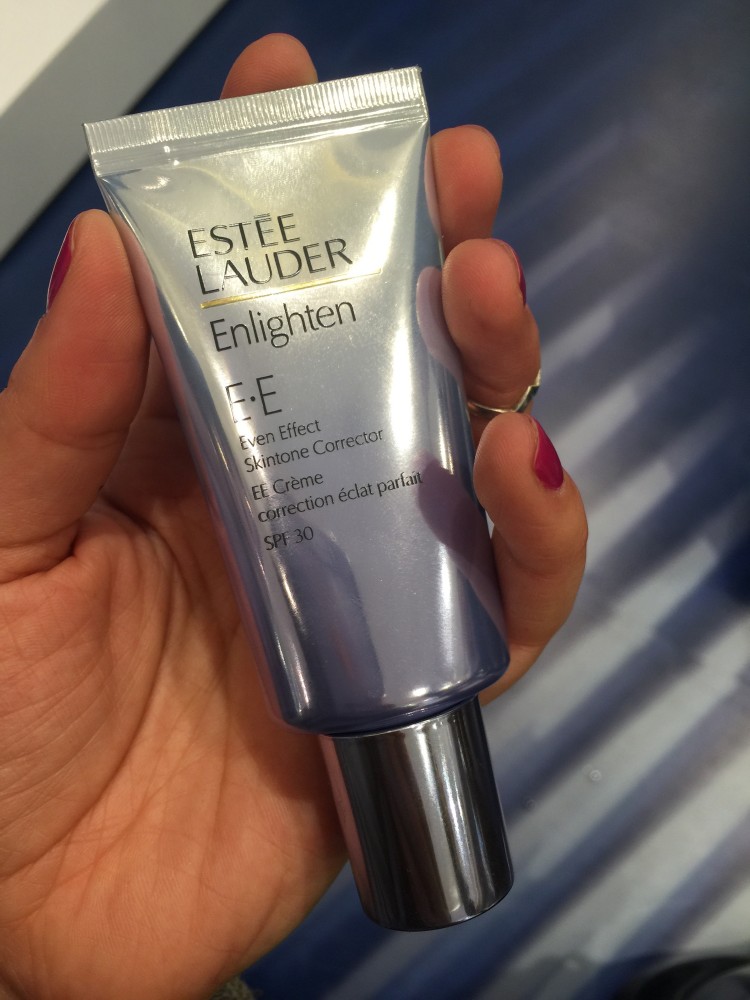 ESTĒE
LAUDER
Enlighten
E·E
Even Effect
Skintone Corrector
EE Crème
correction éclat parfait
SPF 30